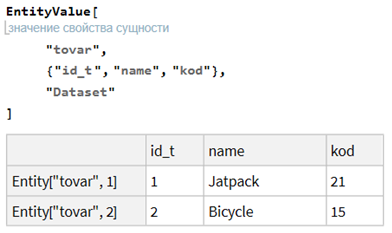 EntityValue[
значение свойства сущности
"tovar",
{"id_t", "name", "kod"},
"Dataset"
]
id_t name kod
Entity["tovar", 1] 1 Jatpack 21
Entity["tovar", 2] 2 Bicycle 15